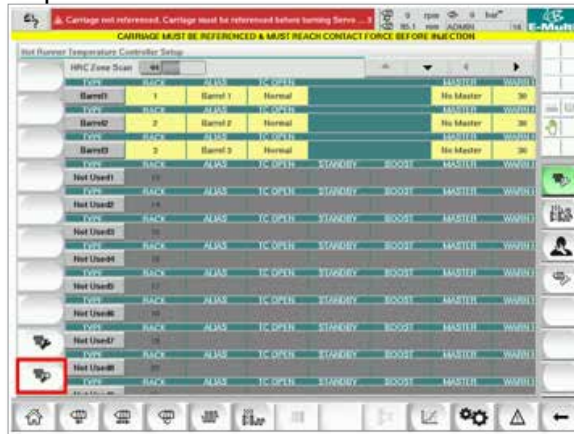 Carriage not referenced. Carriage must be referenced before turning Servo ...
rpm bar
rpm ADMIN
E-Multi
CARRIAGE MUST BE REFERENCED & MUST REACH CONTACT FORCE BEFORE INJECTION
Hot Runner Temperature Controller Setup
HRC Zone Scan
TYPE RACK ALIAS TC OPEN MASTER
Barrel1 1 Barrel 1 Normal No Master 30
TYPE RACK ALIAS TC OPEN MASTER
Barrel2 2 Barrel 2 Normal No Master 30
TYPE RACK ALIAS TC OPEN MASTER
Barrel3 3 Barrel 3 Normal No Master 30
TYPE RACK ALIAS TC OPEN STANDBY BOOST MASTER
Not Used1
TYPE RACK ALIAS TC OPEN STANDBY BOOST MASTER
Not Used2
TYPE RACK ALIAS TC OPEN STANDBY BOOST MASTER
Not Used3
TYPE RACK ALIAS TC OPEN STANDBY BOOST MASTER
Not Used4
TYPE RACK ALIAS TC OPEN STANDBY BOOST MASTER
Not Used5
TYPE RACK ALIAS TC OPEN STANDBY BOOST MASTER
Not Used6
TYPE RACK ALIAS TC OPEN STANDBY BOOST MASTER
Not Used7
TYPE RACK ALIAS TC OPEN STANDBY BOOST MASTER
Not Used8
TYPE RACK ALIAS TC OPEN STANDBY BOOST MASTER